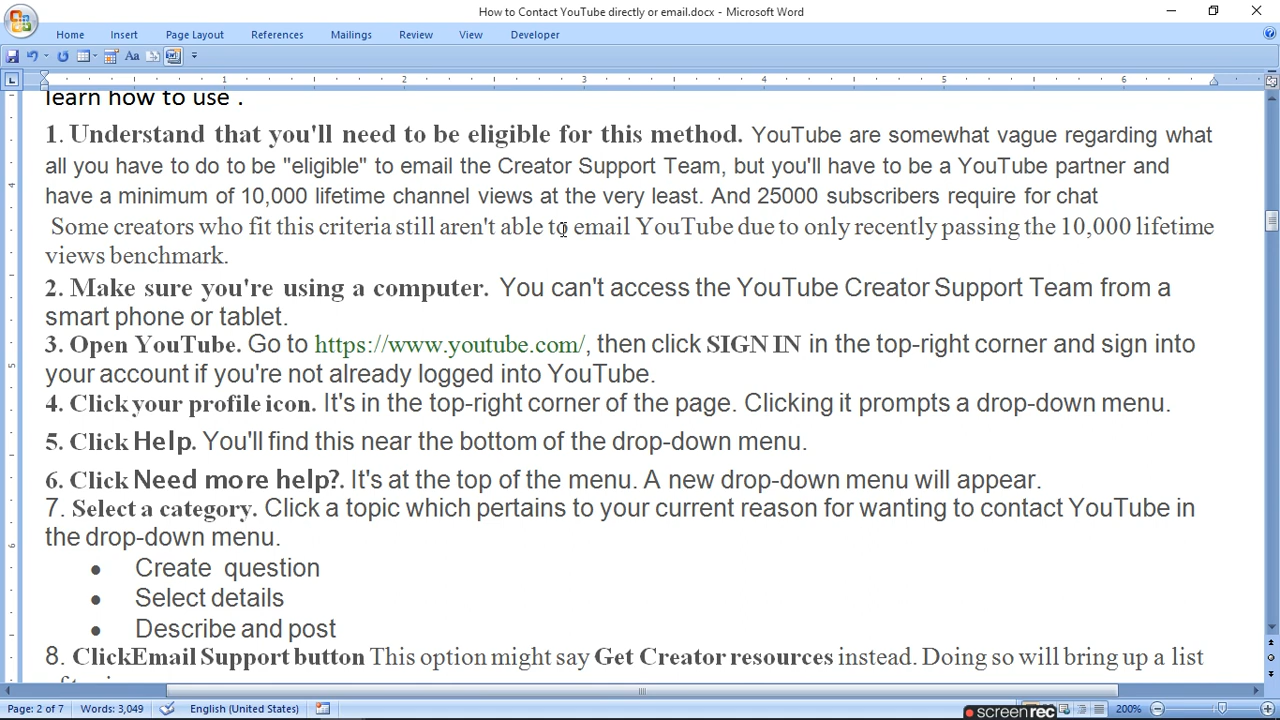 How to Contact YouTube directly or email.docx - Microsoft Word
Home Insert Page Layout References Mailings Review View Developer
Aa
L 1 2 3 4 5 6
learn how to use .
1. Understand that you'll need to be eligible for this method. YouTube are somewhat vague regarding what
all you have to do to be "eligible" to email the Creator Support Team, but you'll have to be a YouTube partner and
have a minimum of 10,000 lifetime channel views at the very least. And 25000 subscribers require for chat
Some creators who fit this criteria still aren't able to email YouTube due to only recently passing the 10,000 lifetime
views benchmark.
2. Make sure you're using a computer. You can't access the YouTube Creator Support Team from a
smart phone or tablet.
3. Open YouTube. Go to https://www.youtube.com/, then click SIGN IN in the top-right corner and sign into
your account if you're not already logged into YouTube.
4. Click your profile icon. It's in the top-right corner of the page. Clicking it prompts a drop-down menu.
5. Click Help. You'll find this near the bottom of the drop-down menu.
6. Click Need more help?. It's at the top of the menu. A new drop-down menu will appear.
7. Select a category. Click a topic which pertains to your current reason for wanting to contact YouTube in
the drop-down menu.
• Create question
• Select details
• Describe and post
8. ClickEmail Support button This option might say Get Creator resources instead. Doing so will bring up a list
Page: 2 of 7 Words: 3,049 English (United States) screenrec 200%